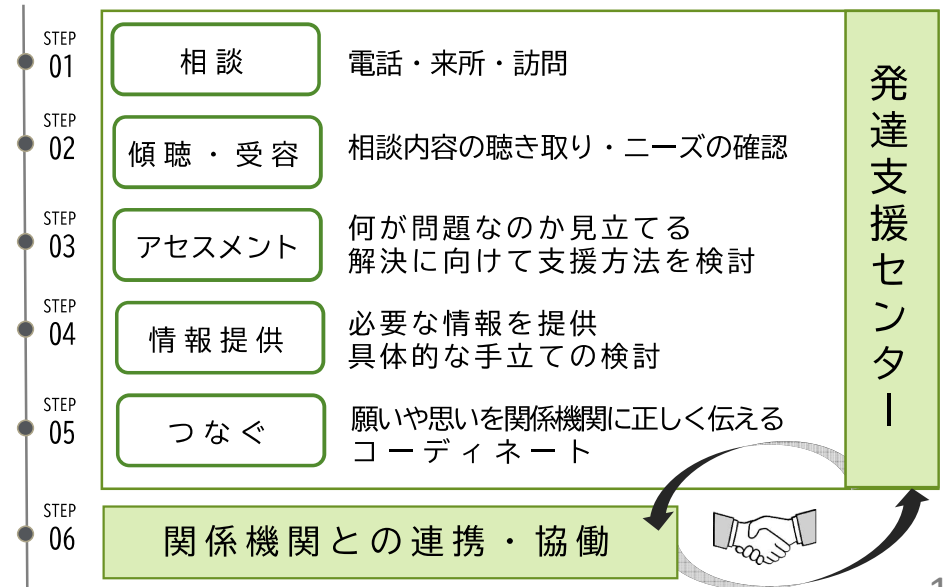 STEP
01
相談
電話・来所・訪問
STEP
02
傾聴・受容
相談内容の聴き取り・ニーズの確認
STEP
03
アセスメント
何が問題なのか見立てる
解決に向けて支援方法を検討
STEP
04
情報提供
必要な情報を提供
具体的な手立ての検討
STEP
05
つなぐ
願いや思いを関係機関に正しく伝える
コーディネート
発達支援センター
STEP
06
関係機関との連携・協働